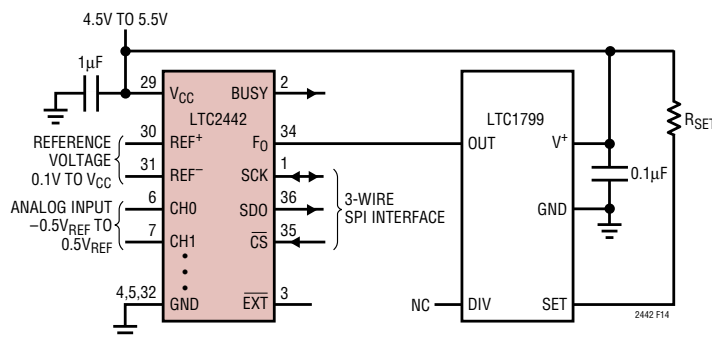 4.5V TO 5.5V
1µF
29
VCC
BUSY
2
LTC2442
REFERENCE
VOLTAGE
0.1V TO VCC
30
REF+
FO
34
31
REF−
SCK
1
ANALOG INPUT
−0.5VREF TO
0.5VREF
6
CH0
SDO
36
7
CH1
CS
35
3-WIRE
SPI INTERFACE
4,5,32
GND
EXT
3
LTC1799
OUT
V+
GND
NC
DIV
SET
RSET
0.1µF
2442 F14